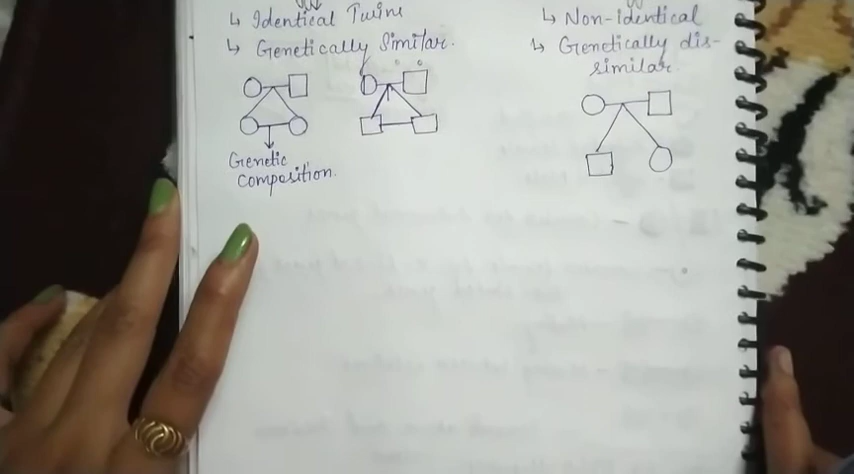 ↳ Identical Twins
↳ Genetically Similar.
Genetic
composition.
↳ Non-identical
↳ Genetically dis-
similar.